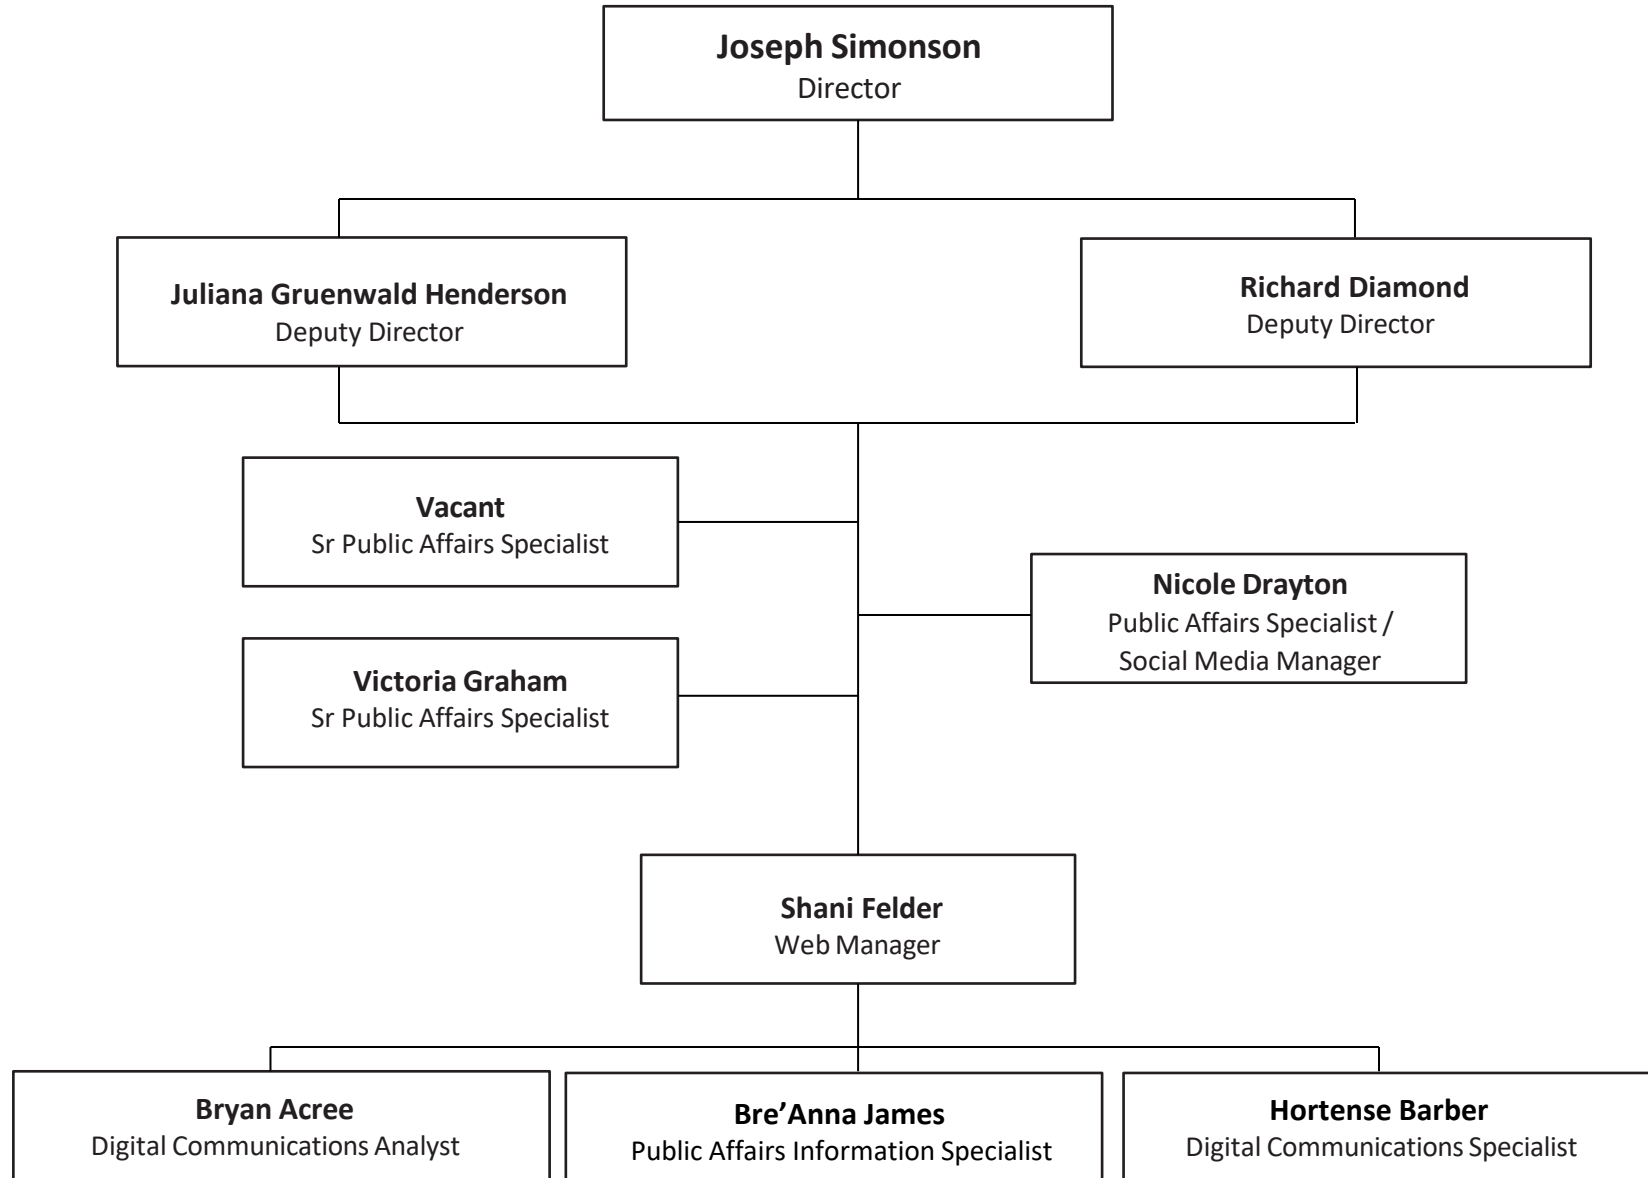 Joseph Simonson
Director
Juliana Gruenwald Henderson
Deputy Director
Richard Diamond
Deputy Director
Vacant
Sr Public Affairs Specialist
Nicole Drayton
Public Affairs Specialist /
Social Media Manager
Victoria Graham
Sr Public Affairs Specialist
Shani Felder
Web Manager
Bryan Acree
Digital Communications Analyst
Bre’Anna James
Public Affairs Information Specialist
Hortense Barber
Digital Communications Specialist